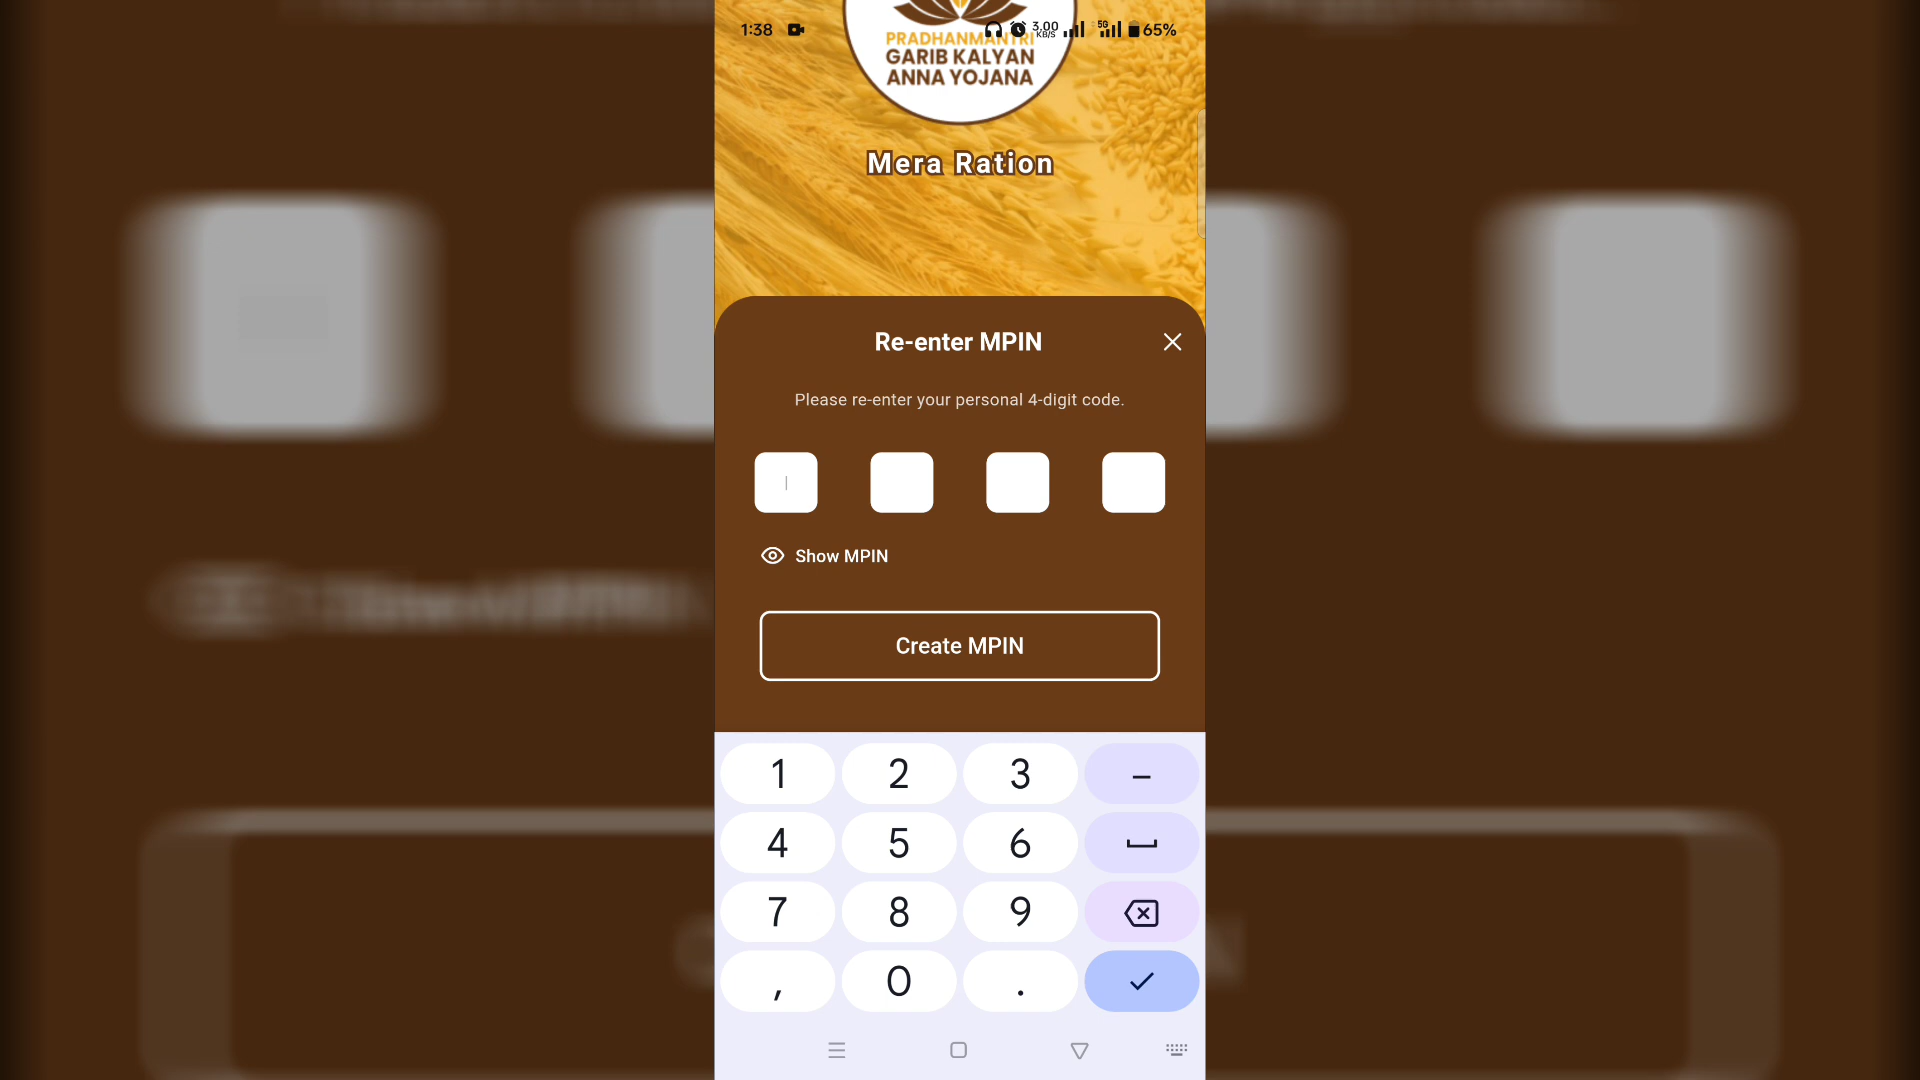 1:38
3.00 KB/S 5G 65%
PRADHANMANTRI
GARIB KALYAN
ANNA YOJANA
Mera Ration
Re-enter MPIN
Please re-enter your personal 4-digit code.
Show MPIN
Create MPIN
1 2 3 -
4 5 6
7 8 9
, 0 .